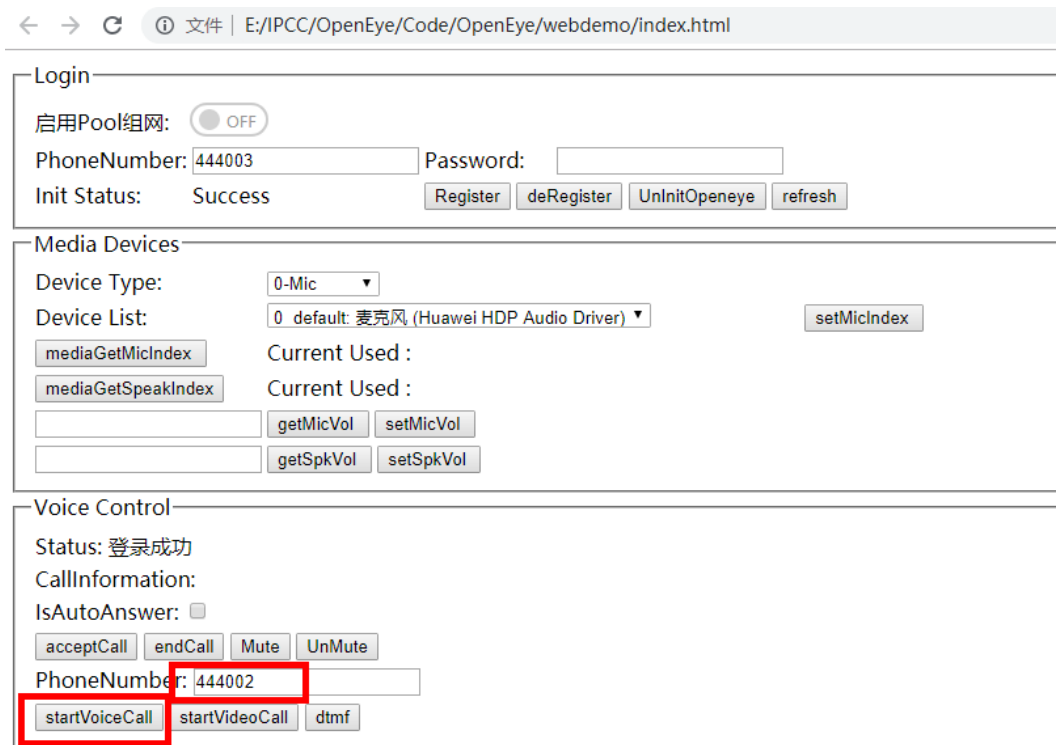 文件 | E:/IPCC/OpenEye/Code/OpenEye/webdemo/index.html
Login
启用Pool组网: OFF
PhoneNumber: 444003 Password:
Init Status: Success Register deRegister UnInitOpeneye refresh
Media Devices
Device Type: 0-Mic
Device List: 0 default: 麦克风 (Huawei HDP Audio Driver) setMicIndex
mediaGetMicIndex Current Used :
mediaGetSpeakIndex Current Used :
getMicVol setMicVol
getSpkVol setSpkVol
Voice Control
Status: 登录成功
CallInformation:
IsAutoAnswer:
acceptCall endCall Mute UnMute
PhoneNumber: 444002
startVoiceCall startVideoCall dtmf